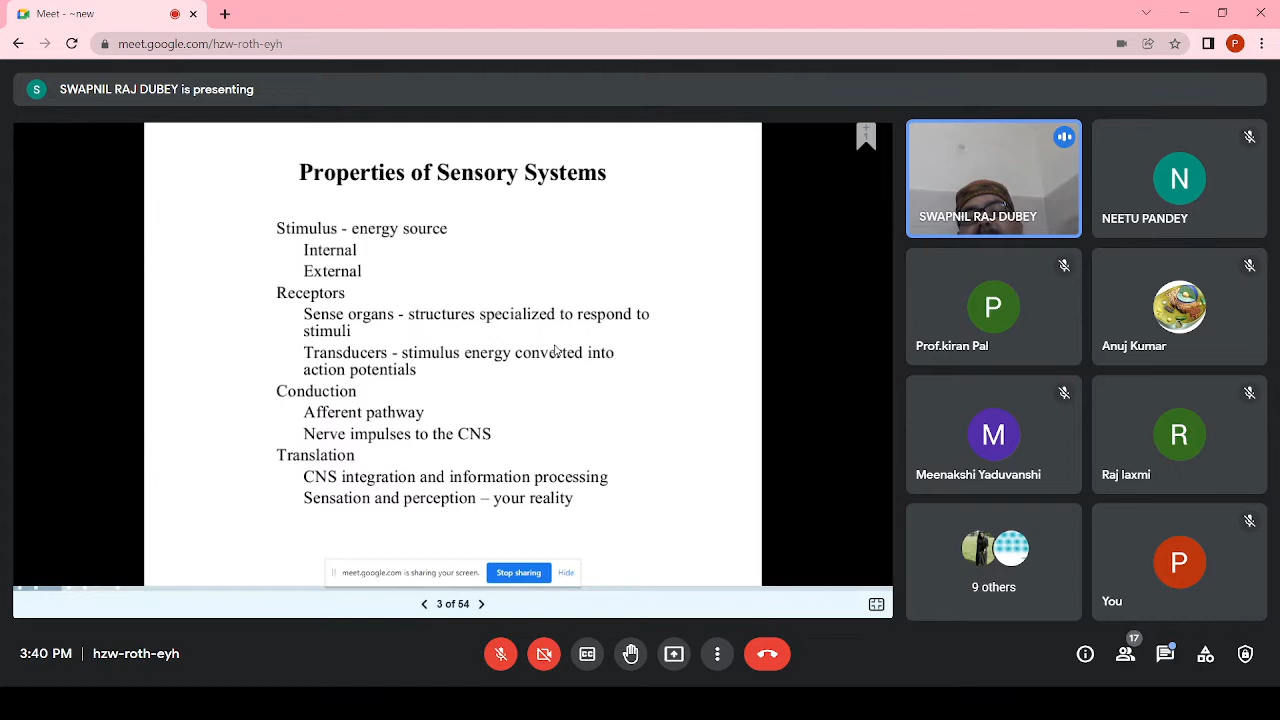 Meet - ~new
meet.google.com/hzw-roth-eyh
P
S
SWAPNIL RAJ DUBEY is presenting
+
1
Properties of Sensory Systems
Stimulus - energy source
Internal
External
Receptors
Sense organs - structures specialized to respond to
stimuli
Transducers - stimulus energy converted into
action potentials
Conduction
Afferent pathway
Nerve impulses to the CNS
Translation
CNS integration and information processing
Sensation and perception – your reality
meet.google.com is sharing your screen.
Stop sharing
Hide
3 of 54
SWAPNIL RAJ DUBEY
N
NEETU PANDEY
P
Prof.kiran Pal
Anuj Kumar
M
Meenakshi Yaduvanshi
R
Raj laxmi
9 others
P
You
3:40 PM
hzw-roth-eyh
CC
17